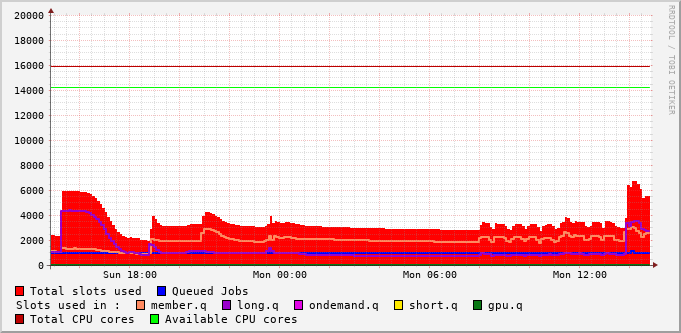 20000
18000
16000
14000
12000
10000
8000
6000
4000
2000
0
Sun 18:00 Mon 00:00 Mon 06:00 Mon 12:00
Total slots used Queued Jobs
Slots used in : member.q long.q ondemand.q short.q gpu.q
Total CPU cores Available CPU cores
RRDTOOL / TOBI OETIKER